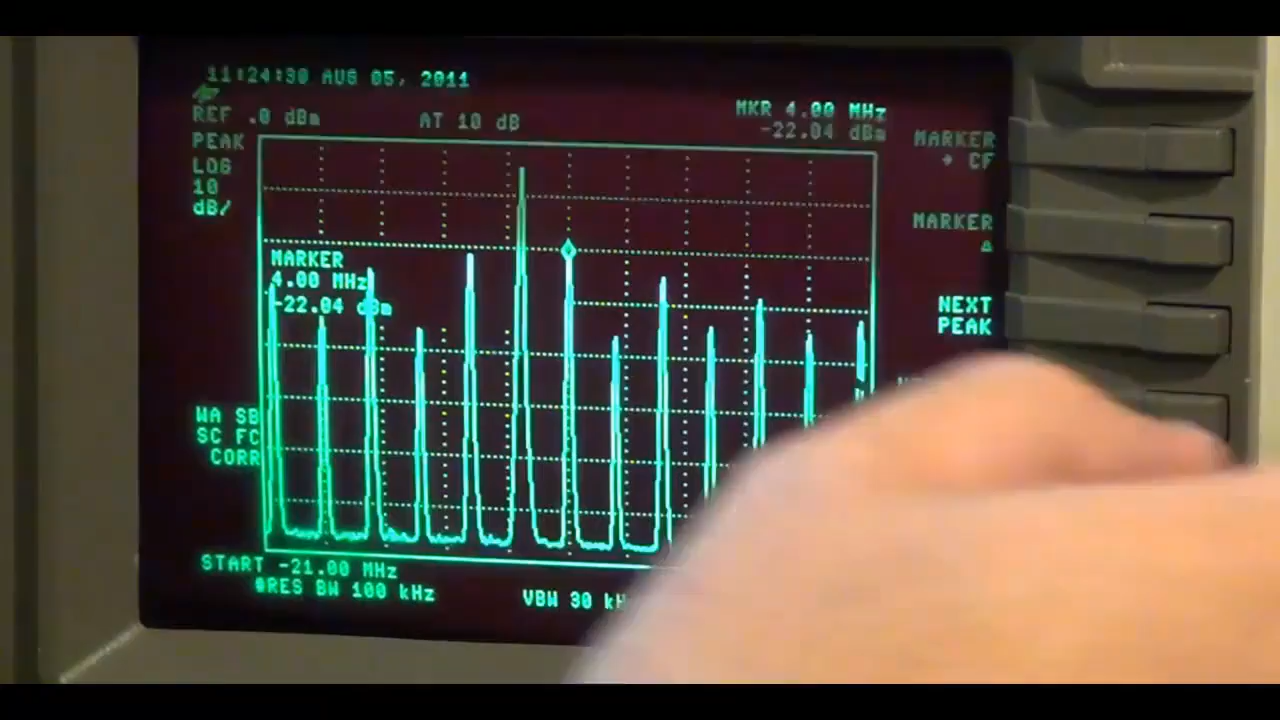 11:24:30 AUG 05, 2011
REF .0 dBm
AT 10 dB
MKR 4.00 MHz
-22.04 dBm
PEAK
LOG
10
dB/
MARKER
4.00 MHz
-22.04 dBm
WA SB
SC FC
CORR
START -21.00 MHz
#RES BW 100 kHz
VBW 30
MARKER
→ CF
MARKER
Δ
NEXT
PEAK